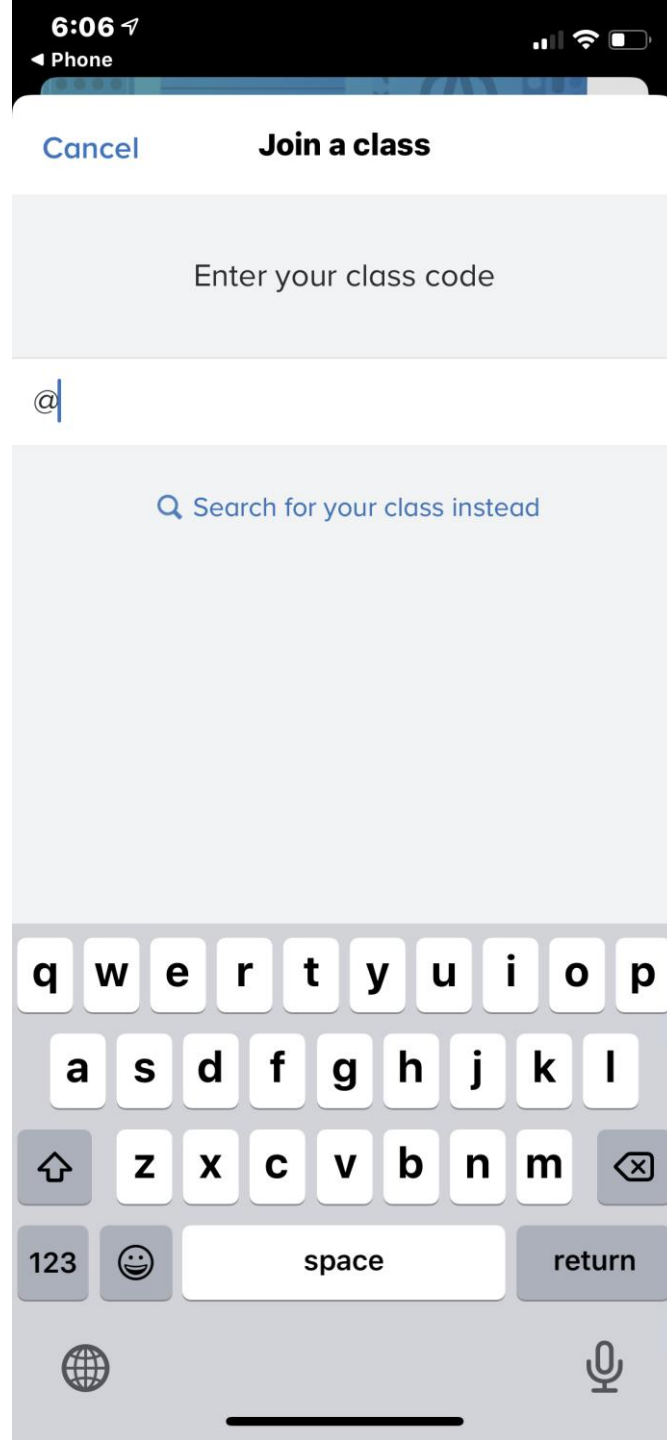 6:06
◀ Phone
Cancel Join a class
Enter your class code
@
Search for your class instead
q w e r t y u i o p
a s d f g h j k l
z x c v b n m
123 space return